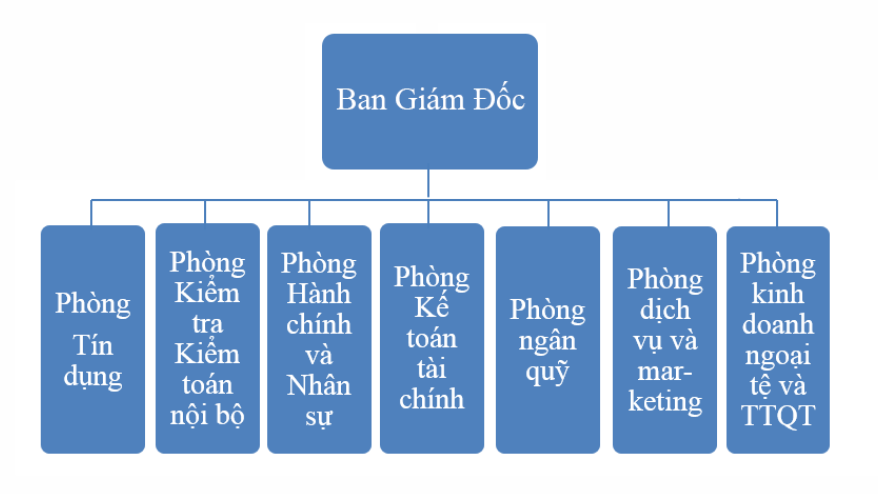 Ban Giám Đốc
Phòng
Tín
dụng
Phòng
Kiểm
tra
Kiểm
toán
nội bộ
Phòng
Hành
chính
và
Nhân
sự
Phòng
Kế
toán
tài
chính
Phòng
ngân
quỹ
Phòng
dịch
vụ và
mar-
keting
Phòng
kinh
doanh
ngoại
tệ và
TTQT